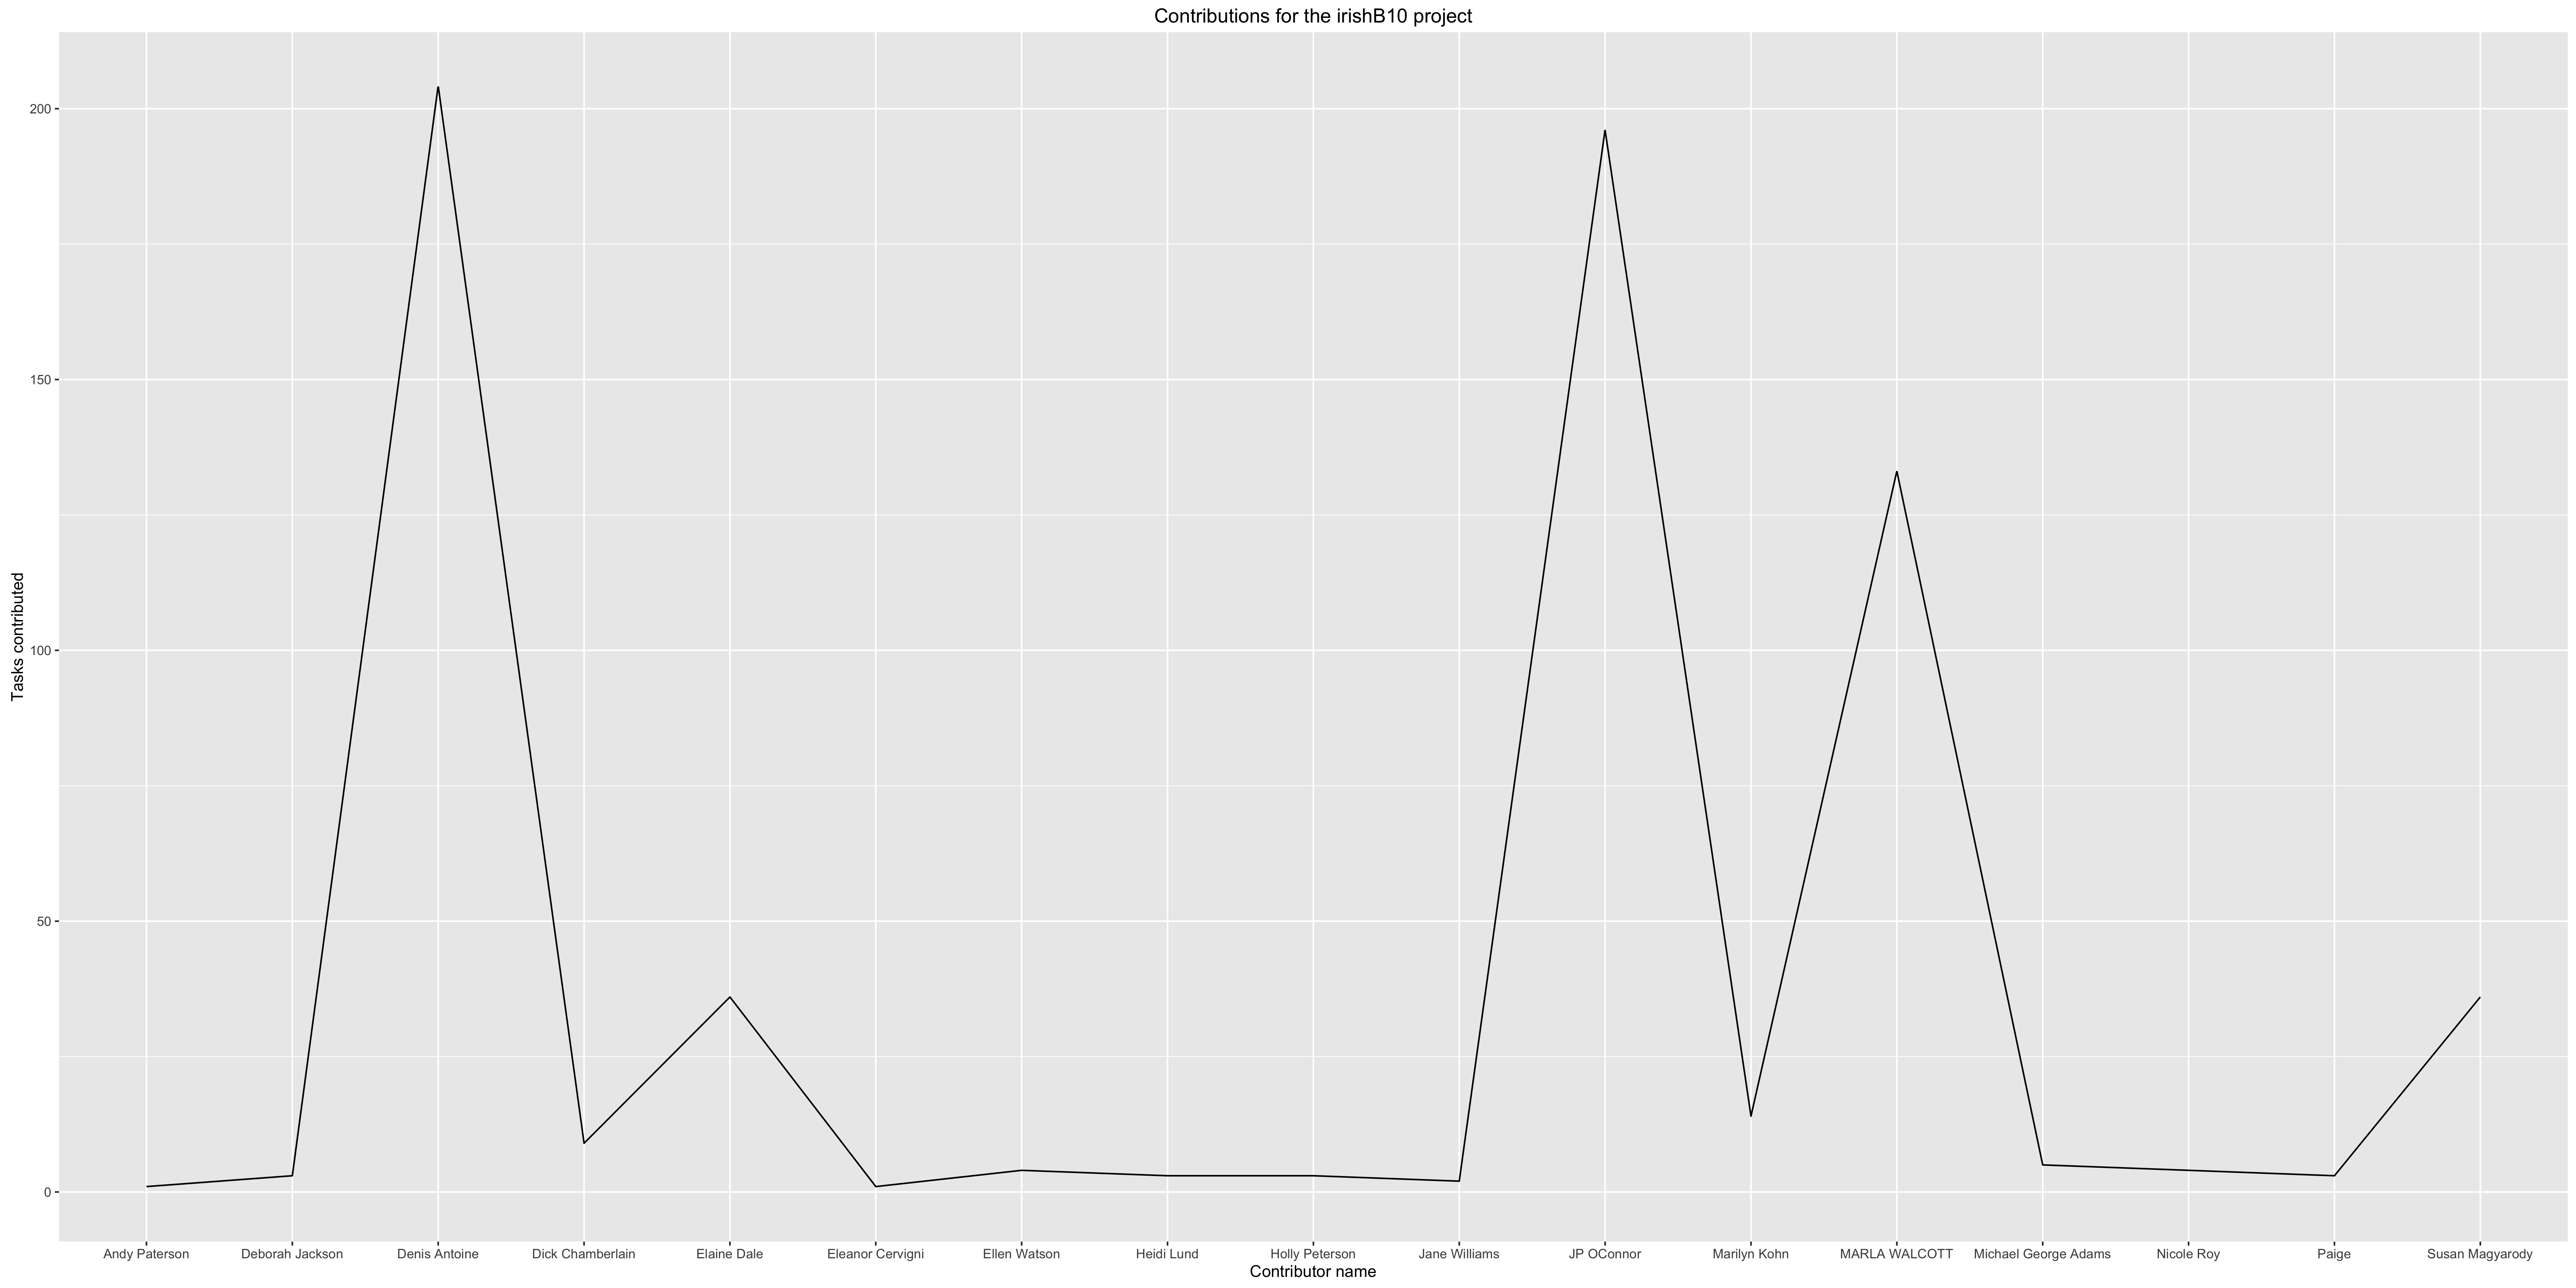 Contributions for the irishB10 project
Tasks contributed
200
150
100
50
0
Andy Paterson Deborah Jackson Denis Antoine Dick Chamberlain Elaine Dale Eleanor Cervigni Ellen Watson Heidi Lund Holly Peterson Jane Williams JP OConnor Marilyn Kohn MARLA WALCOTT Michael George Adams Nicole Roy Paige Susan Magyarody
Contributor name